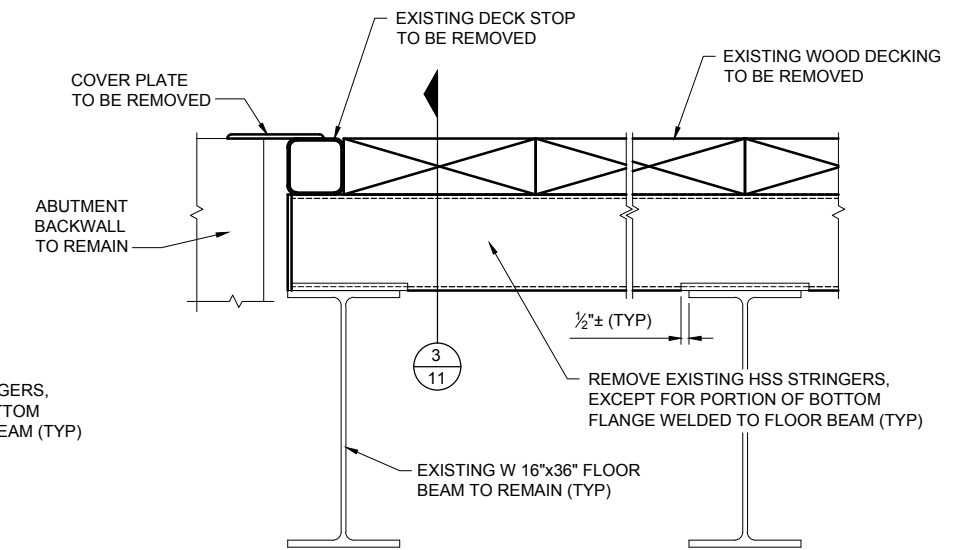 EXISTING DECK STOP
TO BE REMOVED
EXISTING WOOD DECKING
TO BE REMOVED
COVER PLATE
TO BE REMOVED
ABUTMENT
BACKWALL
TO REMAIN
½"± (TYP)
3
11
REMOVE EXISTING HSS STRINGERS,
EXCEPT FOR PORTION OF BOTTOM
FLANGE WELDED TO FLOOR BEAM (TYP)
GERS,
TTOM
EAM (TYP)
EXISTING W 16"x36" FLOOR
BEAM TO REMAIN (TYP)